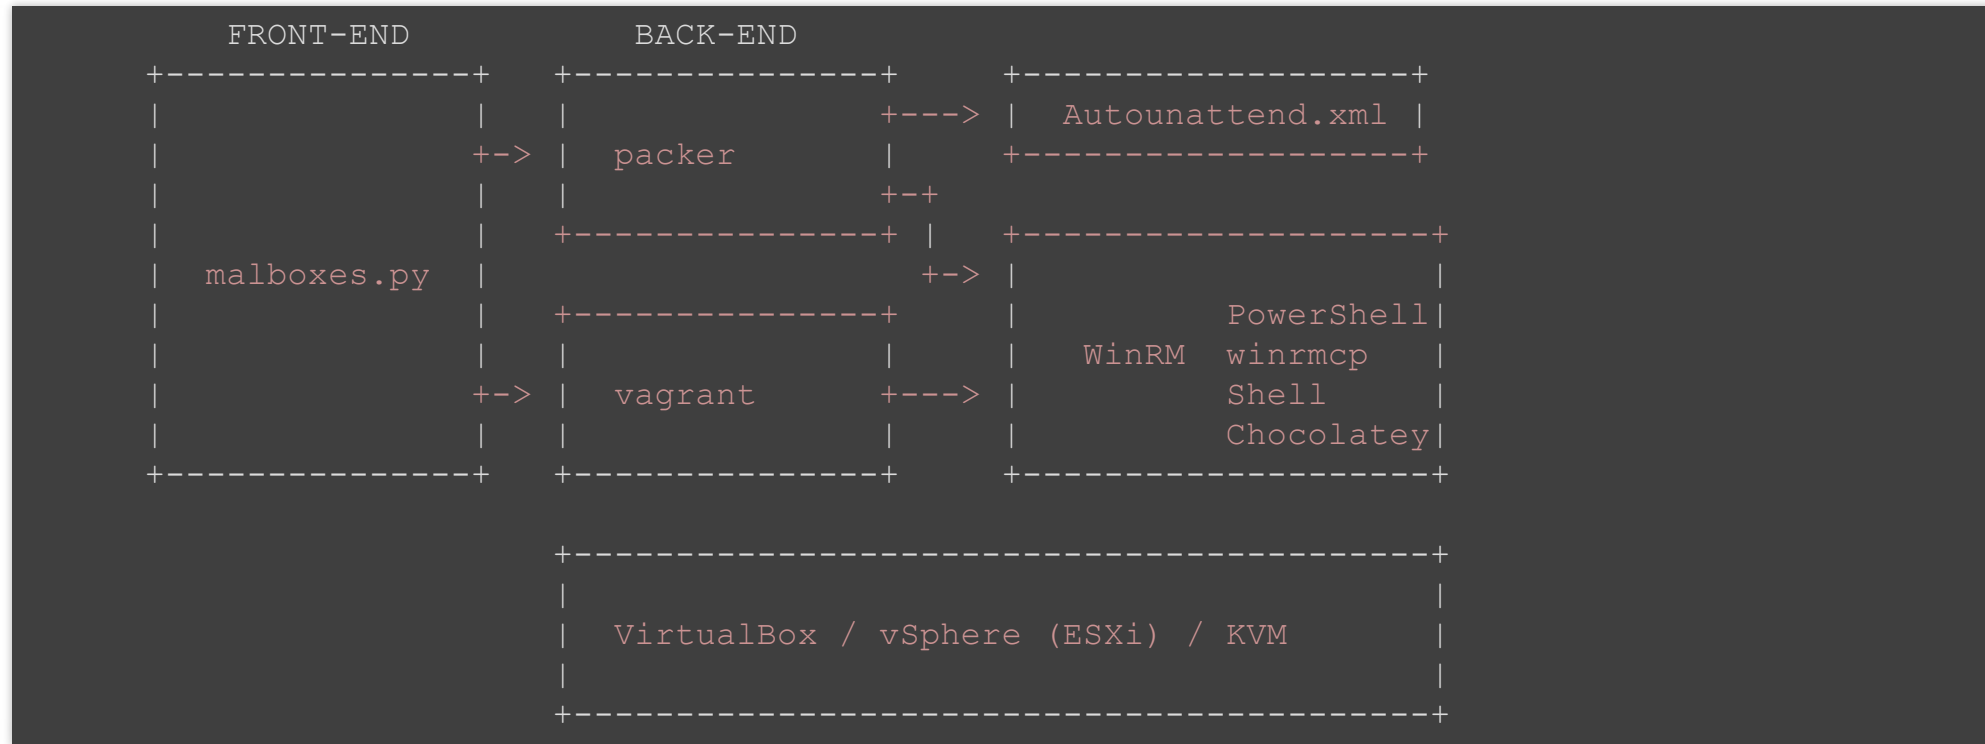 FRONT-END BACK-END
+---------------+ +---------------+ +-------------------+
| | | +---> | Autounattend.xml |
| +-> | packer | +-------------------+
| | | +-+
| | +---------------+ | +--------------------+
| malboxes.py | +-> | |
| | +---------------+ | PowerShell|
| | | | | WinRM winrmcp |
| +-> | vagrant +---> | Shell |
| | | | | Chocolatey|
+---------------+ +---------------+ +--------------------+
+------------------------------------------+
| |
| VirtualBox / vSphere (ESXi) / KVM |
| |
+------------------------------------------+